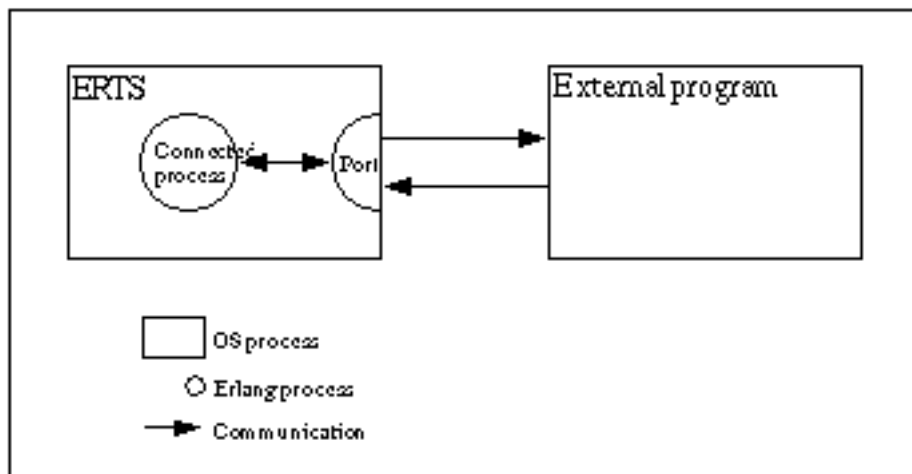 ERTS
External program
Connected
process
Port
OS process
Erlang process
Communication